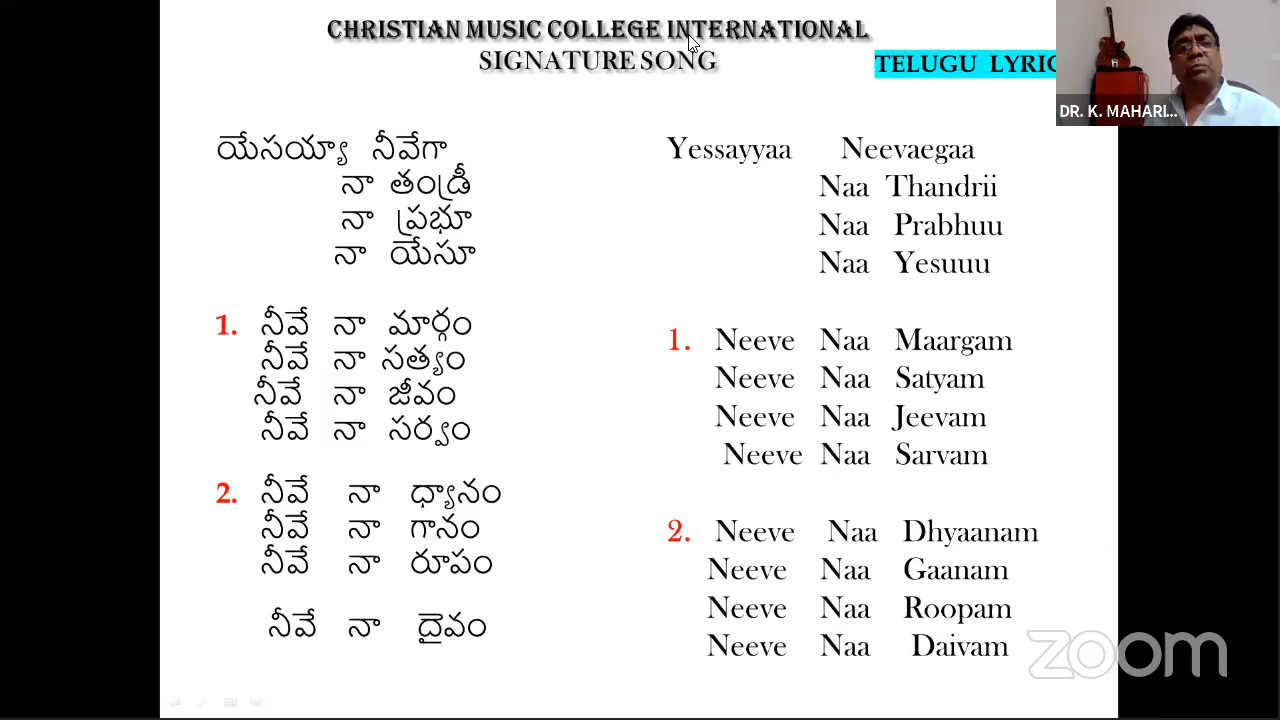 CHRISTIAN MUSIC COLLEGE INTERNATIONAL
SIGNATURE SONG
TELUGU LYRIC
DR. K. MAHARI...
యేసయ్యా నీవేగా
నా తండ్రీ
నా ప్రభూ
నా యేసూ
1. నీవే నా మార్గం
నీవే నా సత్యం
నీవే నా జీవం
నీవే నా సర్వం
2. నీవే నా ధ్యానం
నీవే నా గానం
నీవే నా రూపం
నీవే నా దైవం
Yessayyaa Neevaegaa
Naa Thandrii
Naa Prabhuu
Naa Yesuuu
1. Neeve Naa Maargam
Neeve Naa Satyam
Neeve Naa Jeevam
Neeve Naa Sarvam
2. Neeve Naa Dhyaanam
Neeve Naa Gaanam
Neeve Naa Roopam
Neeve Naa Daivam
zoom